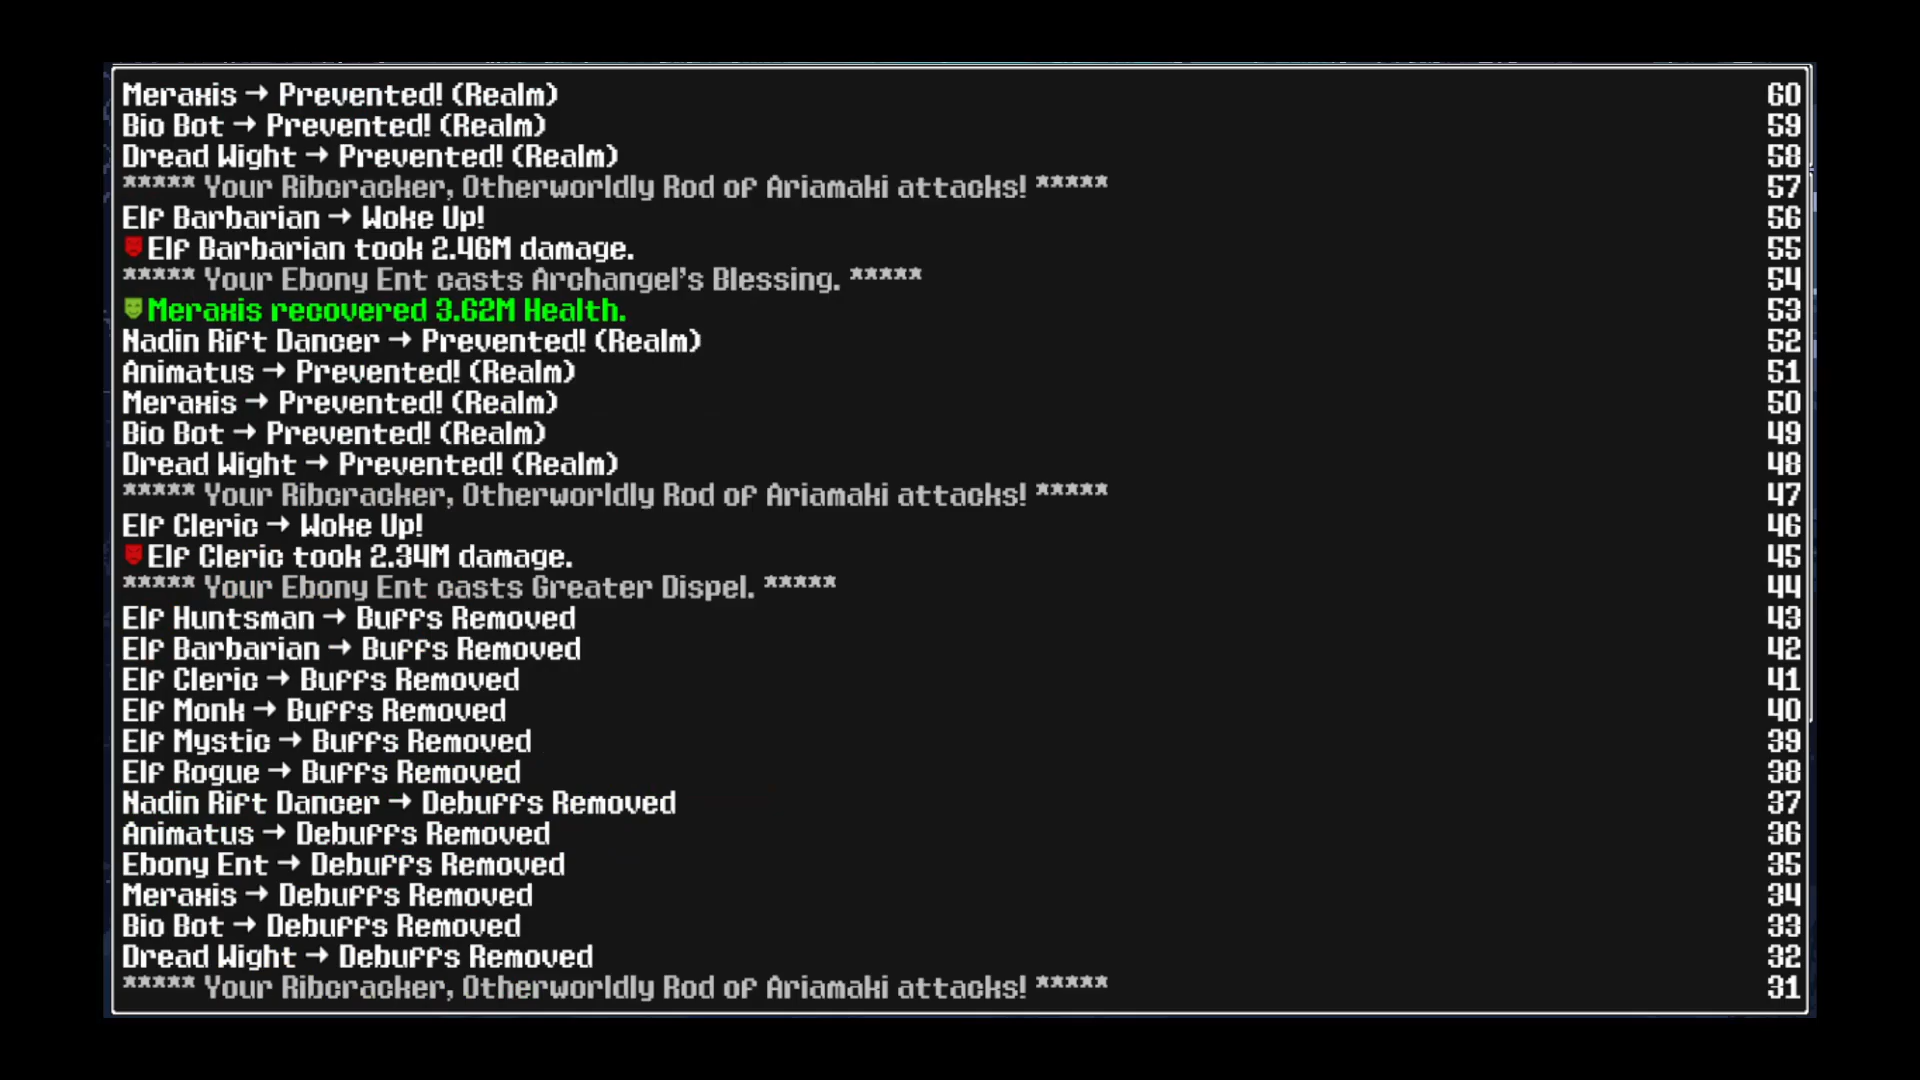 Meraxis → Prevented! (Realm) 60
Bio Bot → Prevented! (Realm) 59
Dread Wight → Prevented! (Realm) 58
***** Your Ribcracker, Otherworldly Rod of Ariamaki attacks! ***** 57
Elf Barbarian → Woke Up! 56
Elf Barbarian took 2.46M damage. 55
***** Your Ebony Ent casts Archangel's Blessing. ***** 54
Meraxis recovered 3.62M Health. 53
Nadin Rift Dancer → Prevented! (Realm) 52
Animatus → Prevented! (Realm) 51
Meraxis → Prevented! (Realm) 50
Bio Bot → Prevented! (Realm) 49
Dread Wight → Prevented! (Realm) 48
***** Your Ribcracker, Otherworldly Rod of Ariamaki attacks! ***** 47
Elf Cleric → Woke Up! 46
Elf Cleric took 2.34M damage. 45
***** Your Ebony Ent casts Greater Dispel. ***** 44
Elf Huntsman → Buffs Removed 43
Elf Barbarian → Buffs Removed 42
Elf Cleric → Buffs Removed 41
Elf Monk → Buffs Removed 40
Elf Mystic → Buffs Removed 39
Elf Rogue → Buffs Removed 38
Nadin Rift Dancer → Debuffs Removed 37
Animatus → Debuffs Removed 36
Ebony Ent → Debuffs Removed 35
Meraxis → Debuffs Removed 34
Bio Bot → Debuffs Removed 33
Dread Wight → Debuffs Removed 32
***** Your Ribcracker, Otherworldly Rod of Ariamaki attacks! ***** 31